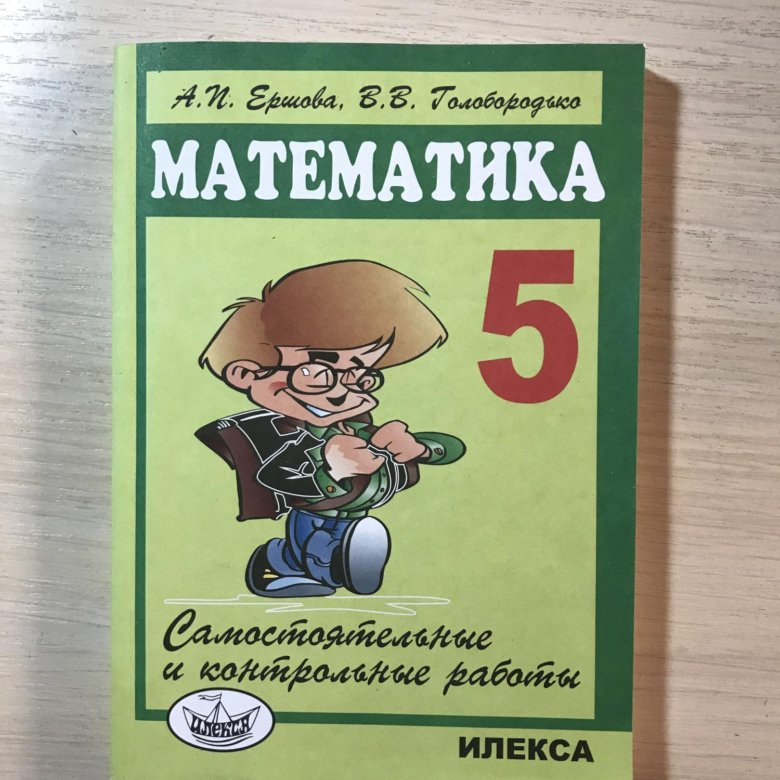 А.П. Ершова, В.В. Голобородько
МАТЕМАТИКА
5
Самостоятельные
и контрольные работы
илекса
ИЛЕКСА